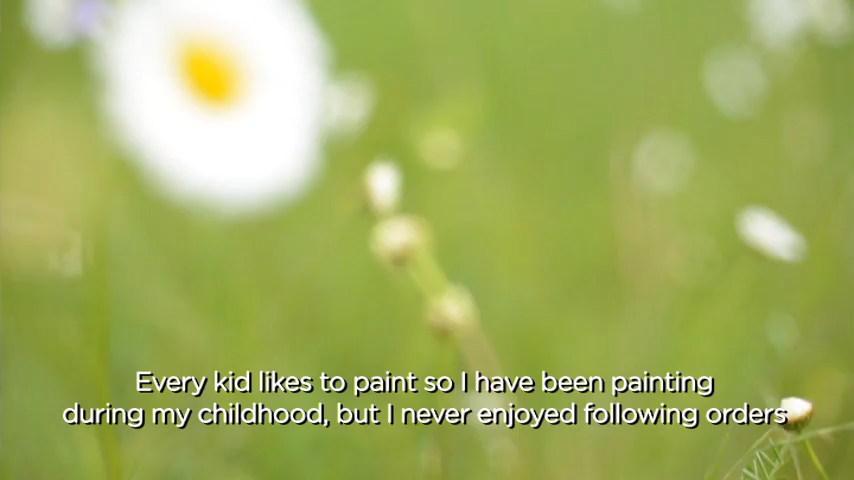 Every kid likes to paint so I have been painting
during my childhood, but I never enjoyed following orders